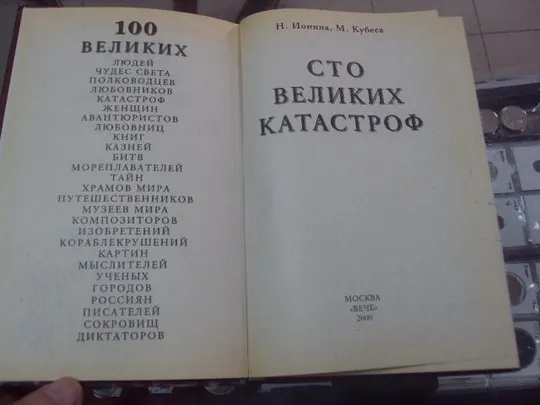 100
ВЕЛИКИХ
ЛЮДЕЙ
ЧУДЕС СВЕТА
ПОЛКОВОДЦЕВ
ЛЮБОВНИКОВ
КАТАСТРОФ
ЖЕНЩИН
АВАНТЮРИСТОВ
ЛЮБОВНИЦ
КНИГ
КАЗНЕЙ
БИТВ
МОРЕПЛАВАТЕЛЕЙ
ТАЙН
ХРАМОВ МИРА
ПУТЕШЕСТВЕННИКОВ
МУЗЕЕВ МИРА
КОМПОЗИТОРОВ
ИЗОБРЕТЕНИЙ
КОРАБЛЕКРУШЕНИЙ
КАРТИН
МЫСЛИТЕЛЕЙ
УЧЕНЫХ
ГОРОДОВ
РОССИЯН
ПИСАТЕЛЕЙ
СОКРОВИЩ
ДИКТАТОРОВ
Н. Ионина, М. Кубеев
СТО
ВЕЛИКИХ
КАТАСТРОФ
МОСКВА
«ВЕЧЕ»
2000